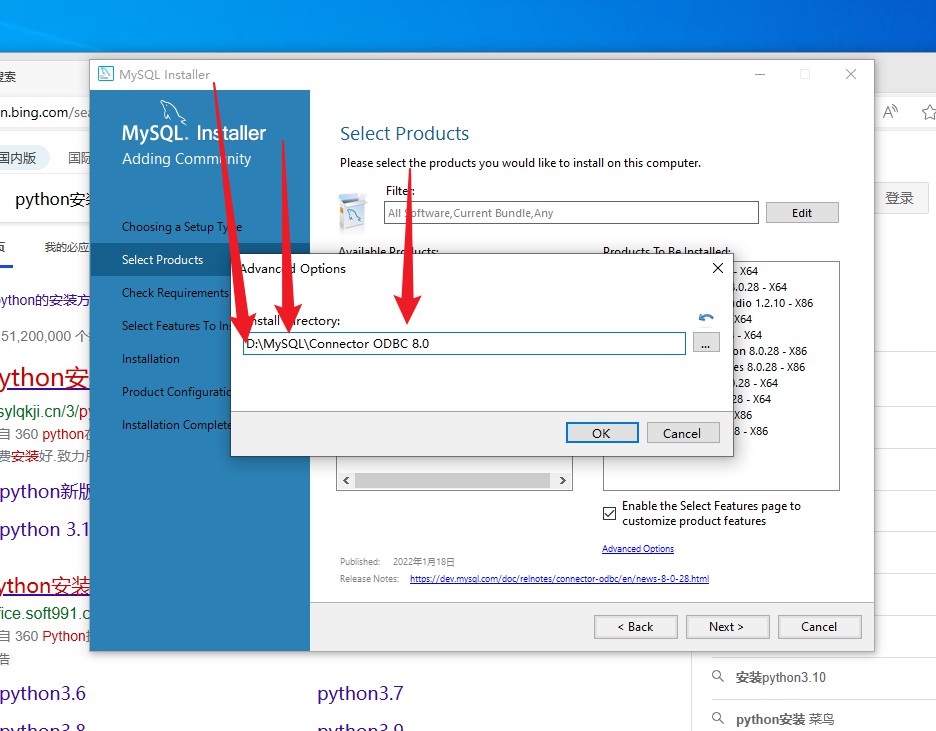 搜索
MySQL Installer
n.bing.com/sea
MySQL. Installer
Adding Community
Select Products
Please select the products you would like to install on this computer.
国内版
国际
Filter:
All Software,Current Bundle,Any
Edit
python安装
登录
Choosing a Setup Type
页
我的必应
Available Products:
Products To Be Installed:
Select Products
Advanced Options
- X64
8.0.28 - X64
Check Requirements
ython的安装方
dio 1.2.10 - X86
X64
Select Features To In
Install Directory:
51,200,000 个
- X64
D:\MySQL\Connector ODBC 8.0
...
on 8.0.28 - X86
Installation
es 8.0.28 - X86
ython安
.28 - X64
Product Configuratio
28 - X64
sylqkji.cn/3/py
X86
Installation Complete
自 360 python在
OK
Cancel
8 - X86
费安装好.致力用
python新版
Enable the Select Features page to
customize product features
python 3.1
Advanced Options
Published:
2022年1月18日
Release Notes:
https://dev.mysql.com/doc/relnotes/connector-odbc/en/news-8-0-28.html
ython安装
fice.soft991.c
< Back
Next >
Cancel
自 360 Python
告
安装python3.10
python3.6
python3.7
python安装 菜鸟
python3.8
python3.9